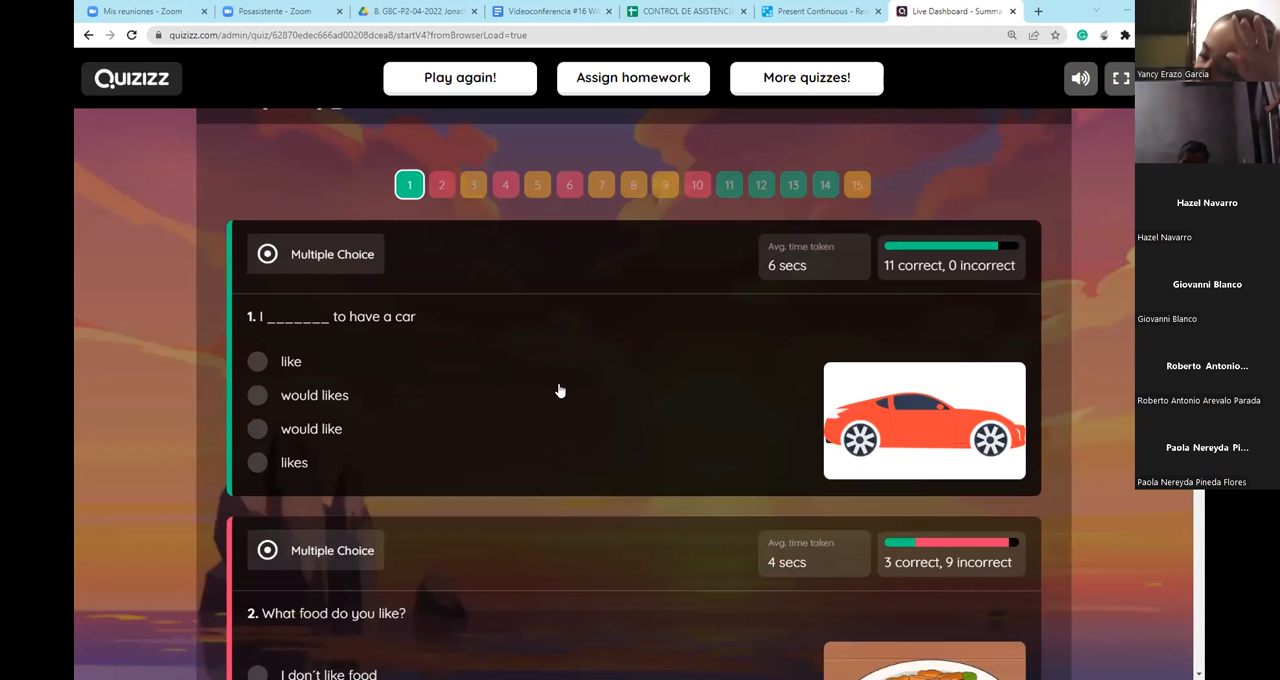 Mis reuniones - Zoom
Posasistente - Zoom
8. G8C-P2-04-2022 Jonat
Videoconferencia #16 W
CONTROL DE ASISTENCI
Present Continuous - Re
Live Dashboard - Summa
quizizz.com/admin/quiz/62870edec666ad00208dcea8/startV4?fromBrowserLoad=true
Quizizz
Play again!
Assign homework
More quizzes!
1 2 3 4 5 6 7 8 9 10 11 12 13 14 15
Multiple Choice
Avg. time taken
6 secs
11 correct, 0 incorrect
1. I _______ to have a car
like
would likes
would like
likes
Multiple Choice
Avg. time taken
4 secs
3 correct, 9 incorrect
2. What food do you like?
I don´t like food
Yancy Erazo Garcia
Hazel Navarro
Hazel Navarro
Giovanni Blanco
Giovanni Blanco
Roberto Antonio...
Roberto Antonio Arevalo Parada
Paola Nereyda Pi...
Paola Nereyda Pineda Flores